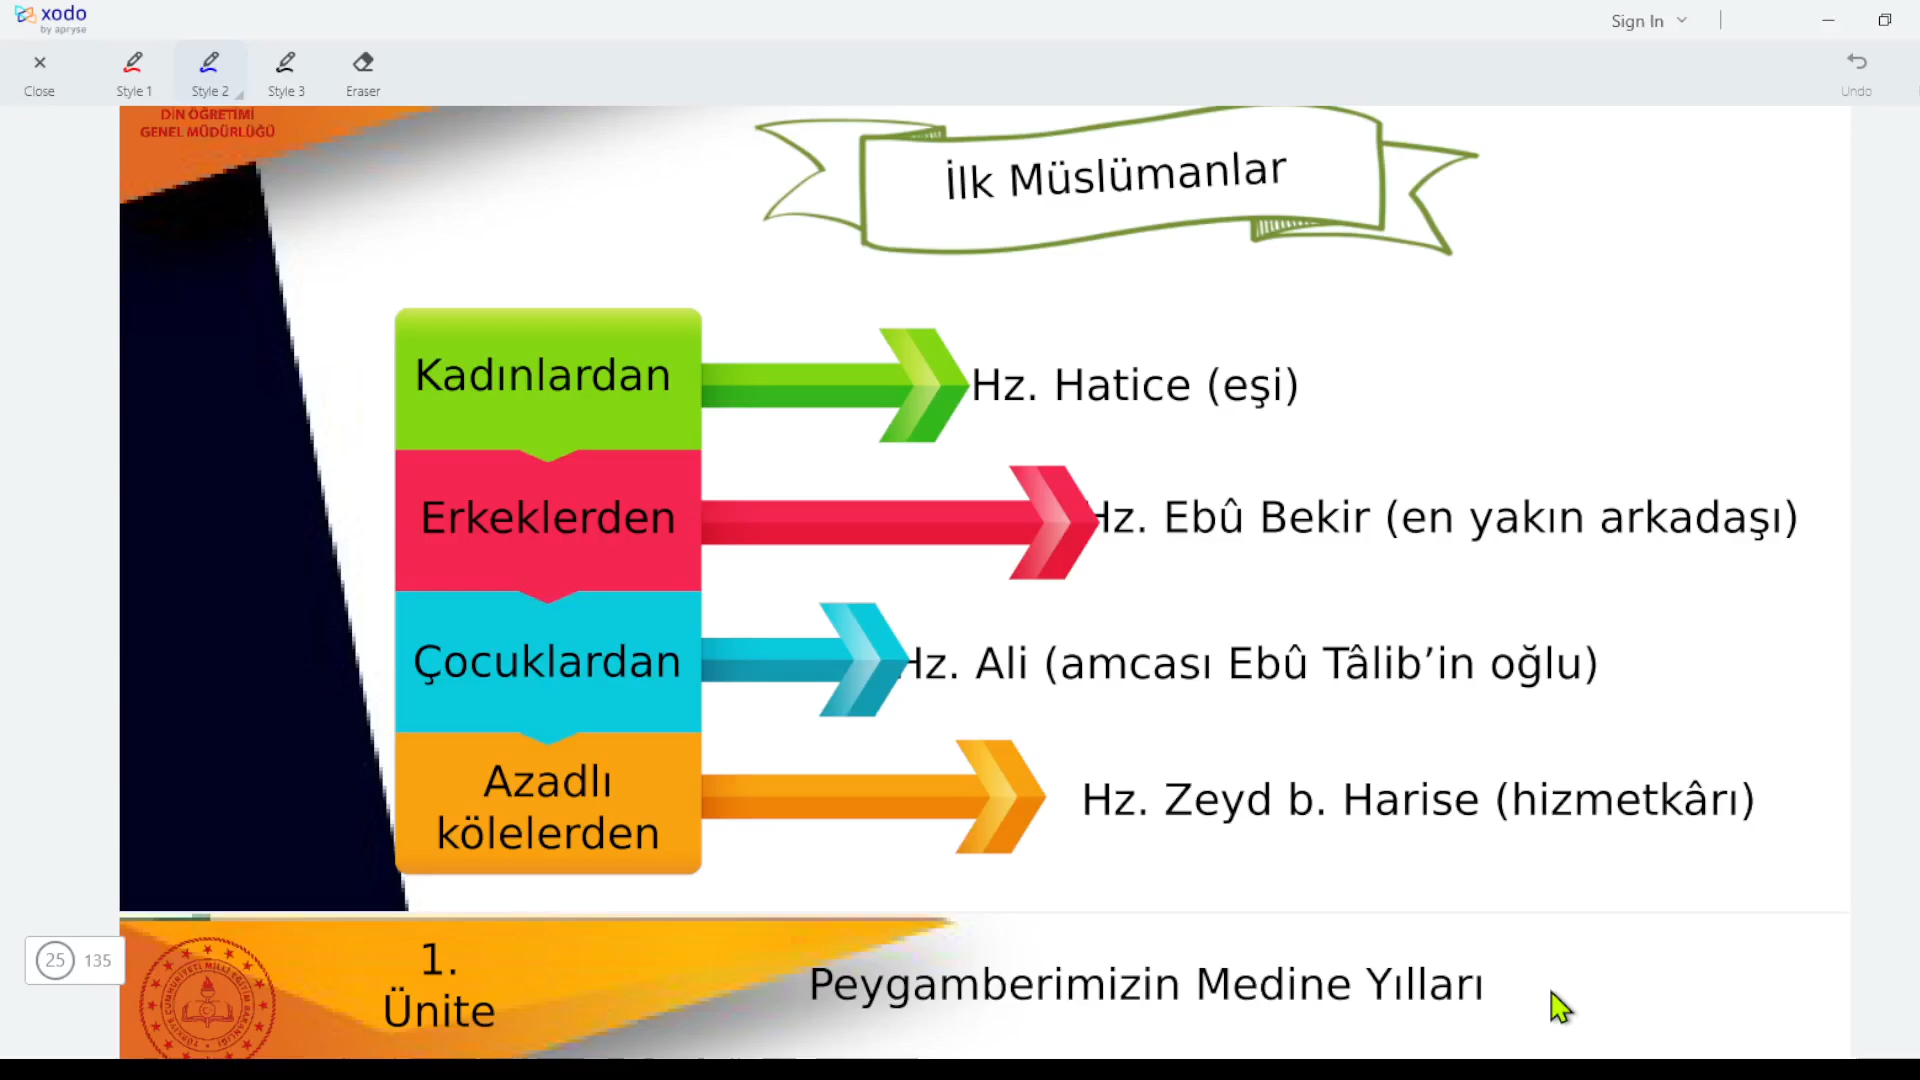 xodo
by apryse
Sign In
Close
Style 1
Style 2
Style 3
Eraser
Undo
DİN ÖĞRETİMİ
GENEL MÜDÜRLÜĞÜ
İlk Müslümanlar
Kadınlardan
Hz. Hatice (eşi)
Erkeklerden
Hz. Ebû Bekir (en yakın arkadaşı)
Çocuklardan
Hz. Ali (amcası Ebû Tâlib’in oğlu)
Azadlı
kölelerden
Hz. Zeyd b. Harise (hizmetkârı)
25 135
1.
Ünite
Peygamberimizin Medine Yılları